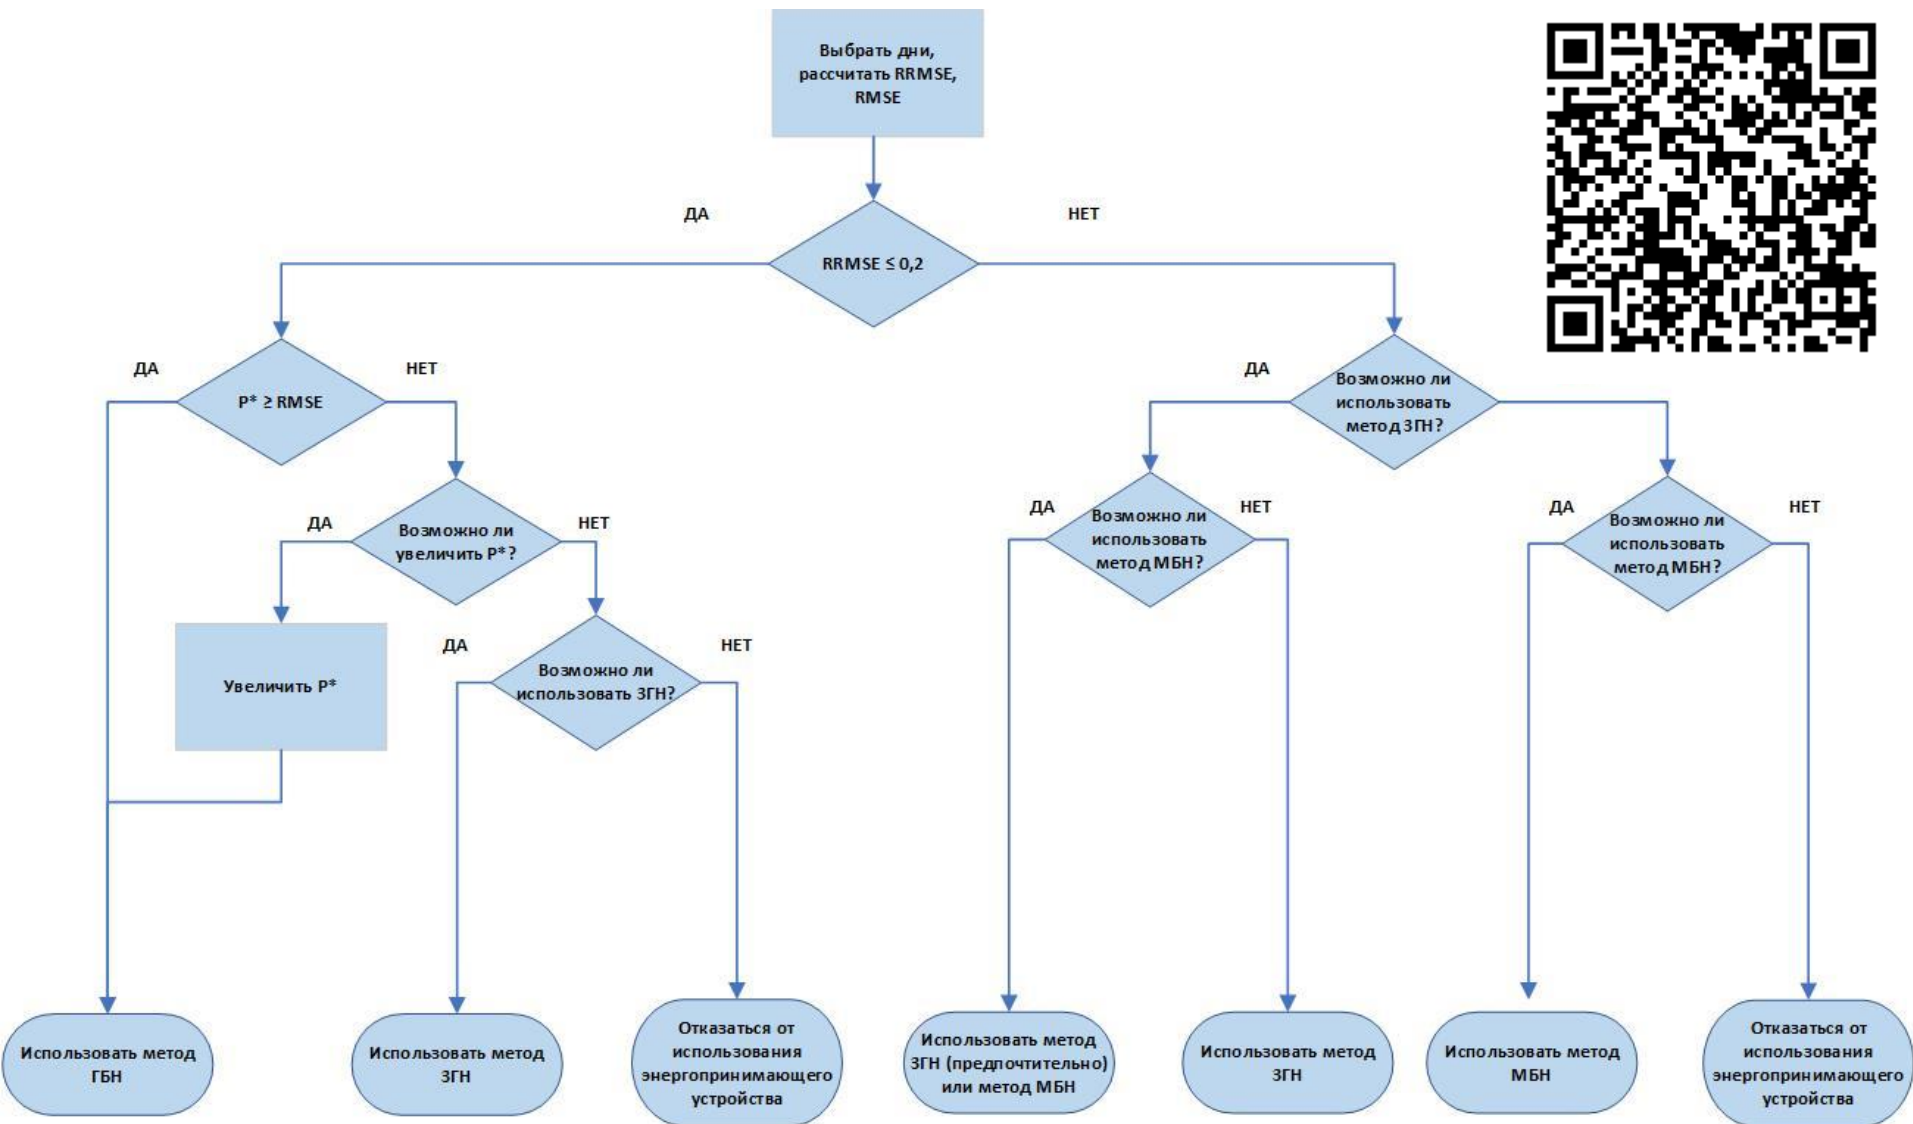 Выбрать дни,
рассчитать RRMSE,
RMSE
ДА
НЕТ
RRMSE ≤ 0,2
ДА
НЕТ
P* ≥ RMSE
ДА
Возможно ли
использовать
метод ЗГН?
ДА
НЕТ
Возможно ли
увеличить P*?
ДА
НЕТ
Возможно ли
использовать
метод МБН?
ДА
НЕТ
Возможно ли
использовать
метод МБН?
Увеличить P*
ДА
НЕТ
Возможно ли
использовать ЗГН?
Использовать метод
ГБН
Использовать метод
ЗГН
Отказаться от
использования
энергопринимающего
устройства
Использовать метод
ЗГН (предпочтительно)
или метод МБН
Использовать метод
ЗГН
Использовать метод
МБН
Отказаться от
использования
энергопринимающего
устройства